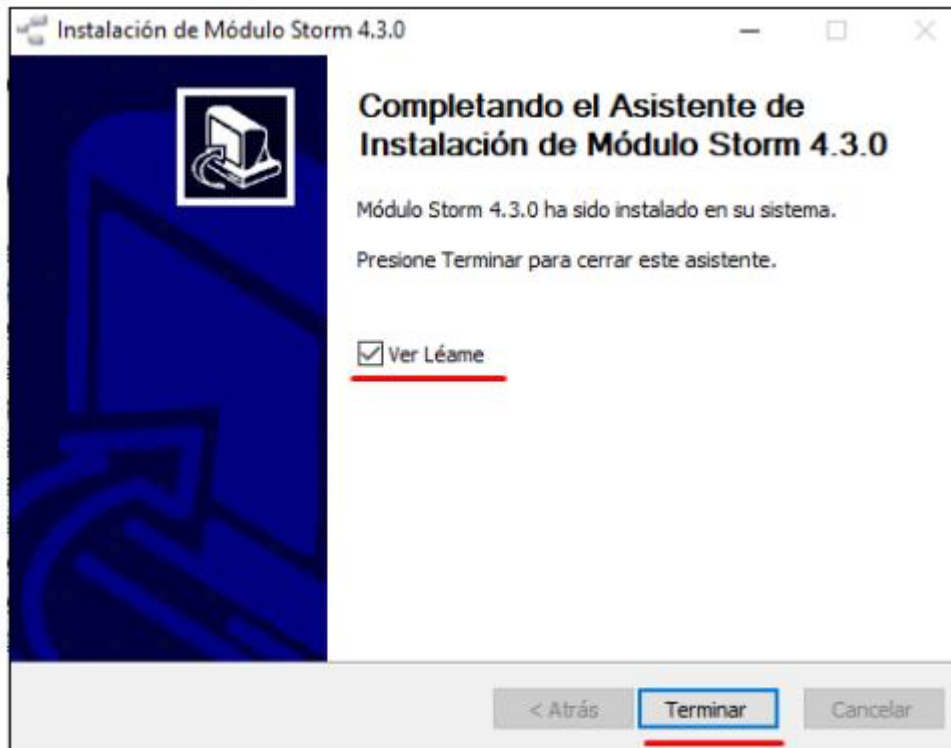 Instalación de Módulo Storm 4.3.0
Completando el Asistente de
Instalación de Módulo Storm 4.3.0
Módulo Storm 4.3.0 ha sido instalado en su sistema.
Presione Terminar para cerrar este asistente.
Ver Léame
< Atrás Terminar Cancelar